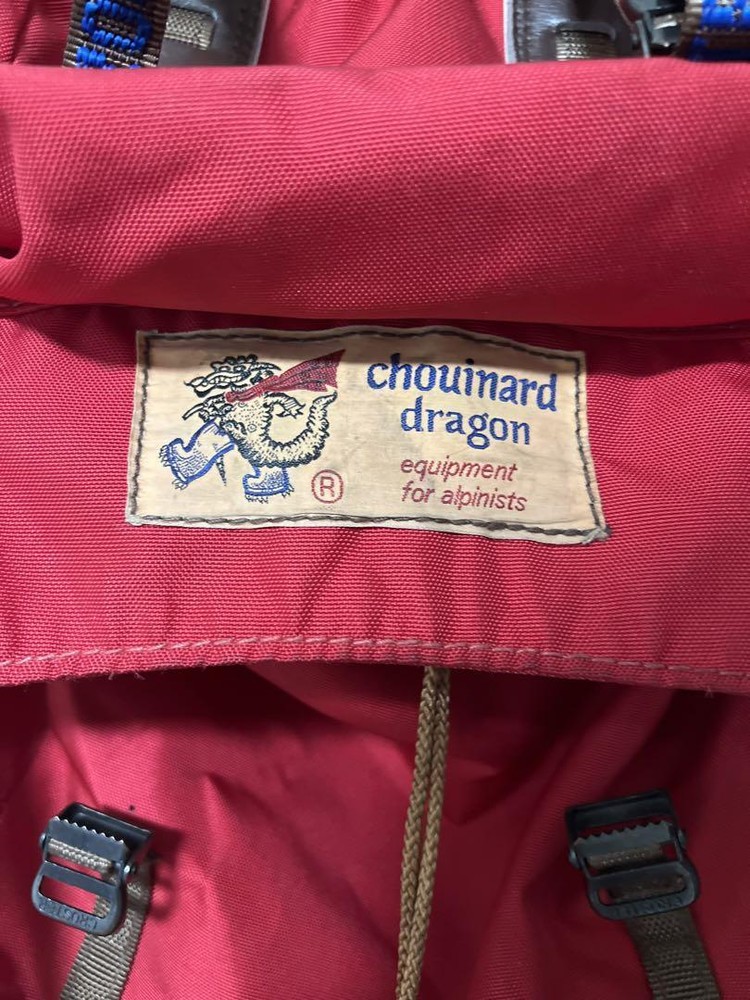 chouinard
dragon
equipment
for alpinists
®